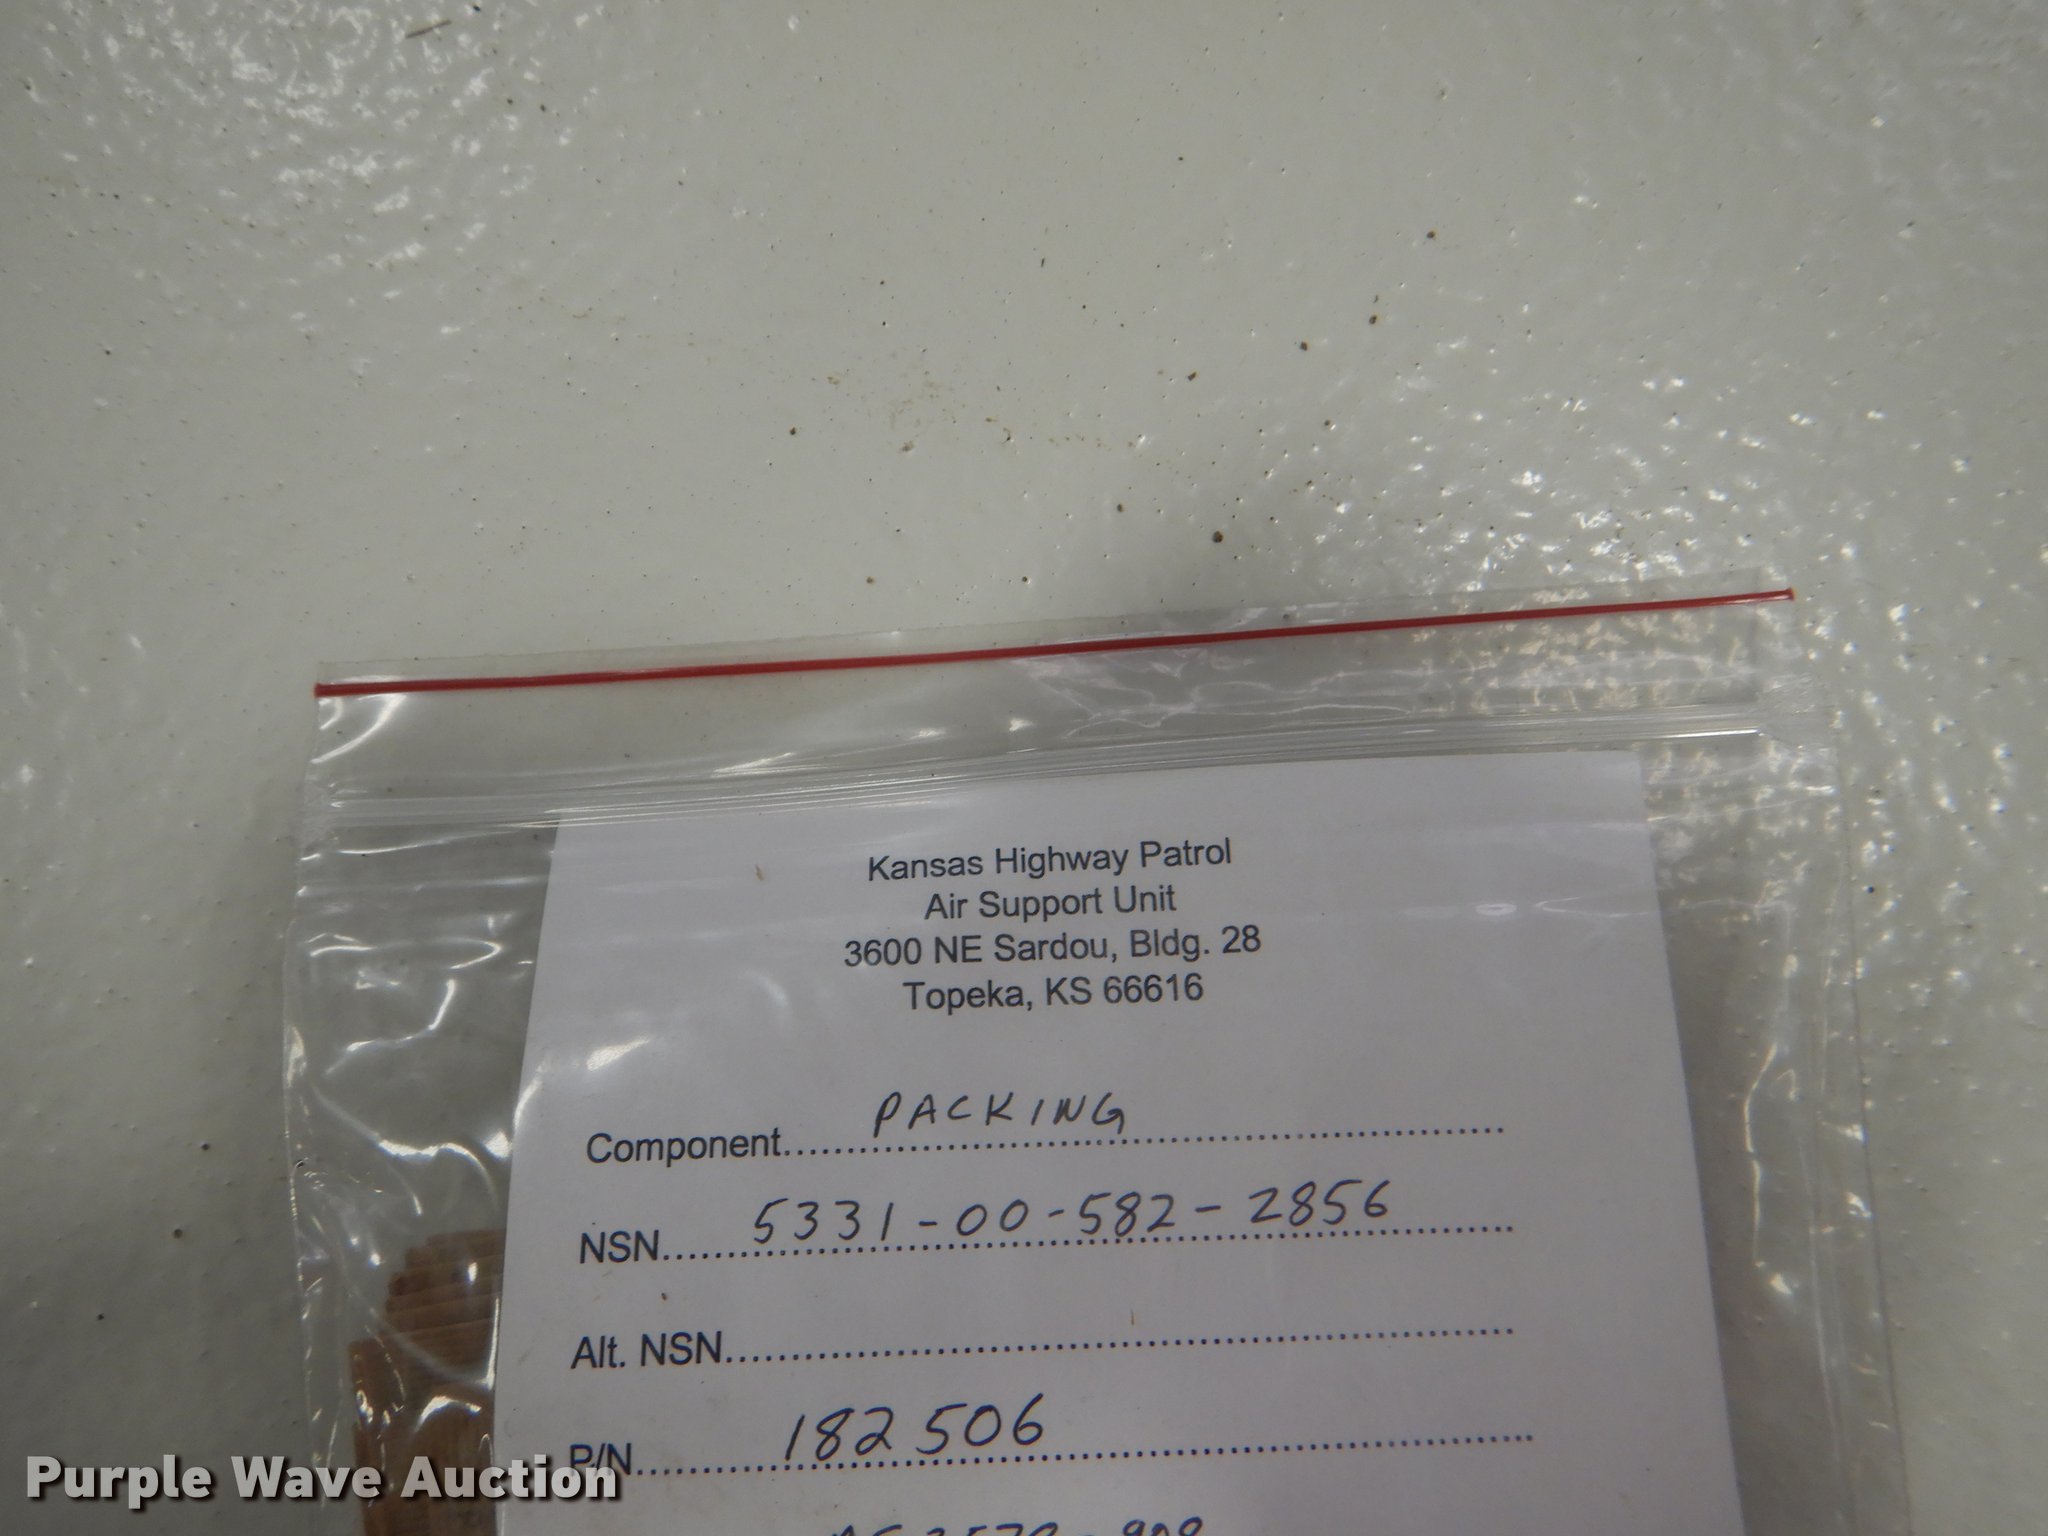 Kansas Highway Patrol
Air Support Unit
3600 NE Sardou, Bldg. 28
Topeka, KS 66616
Component........PACKING........
NSN........5331-00-582-2856........
Alt. NSN................
P/N........182506........
Purple Wave Auction